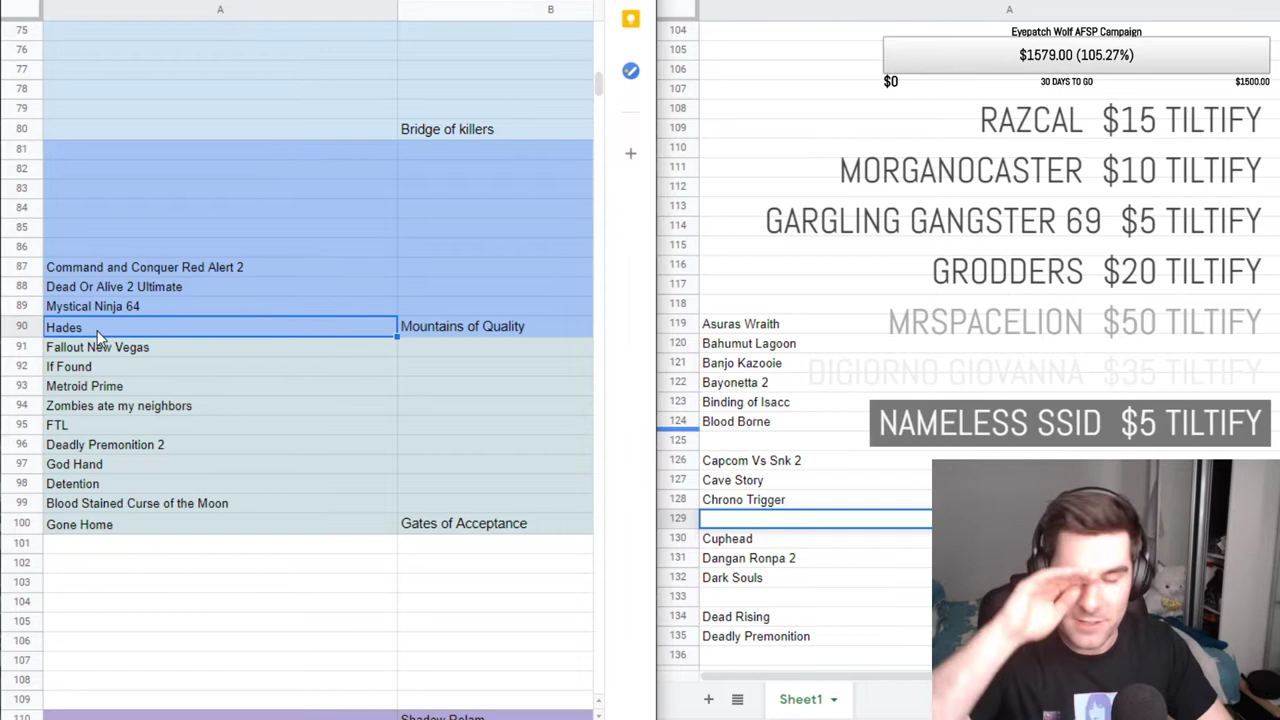 A
B
75
76
77
78
79
80 Bridge of killers
81
82
83
84
85
86
87 Command and Conquer Red Alert 2
88 Dead Or Alive 2 Ultimate
89 Mystical Ninja 64
90 Hades Mountains of Quality
91 Fallout New Vegas
92 If Found
93 Metroid Prime
94 Zombies ate my neighbors
95 FTL
96 Deadly Premonition 2
97 God Hand
98 Detention
99 Blood Stained Curse of the Moon
100 Gone Home Gates of Acceptance
101
102
103
104
105
106
107
108
109
110 Shadow Relam
A
104
105
106
107
108
109
110
111
112
113
114
115
116
117
118
119 Asuras Wraith
120 Bahumut Lagoon
121 Banjo Kazooie
122 Bayonetta 2
123 Binding of Isacc
124 Blood Borne
125
126 Capcom Vs Snk 2
127 Cave Story
128 Chrono Trigger
129
130 Cuphead
131 Dangan Ronpa 2
132 Dark Souls
133
134 Dead Rising
135 Deadly Premonition
136
Sheet1
Eyepatch Wolf AFSP Campaign
$1579.00 (105.27%)
$0 30 DAYS TO GO $1500.00
RAZCAL $15 TILTIFY
MORGANOCASTER $10 TILTIFY
GARGLING GANGSTER 69 $5 TILTIFY
GRODDERS $20 TILTIFY
MRSPACELION $50 TILTIFY
DIGIORNO GIOVANNA $35 TILTIFY
NAMELESS SSID $5 TILTIFY